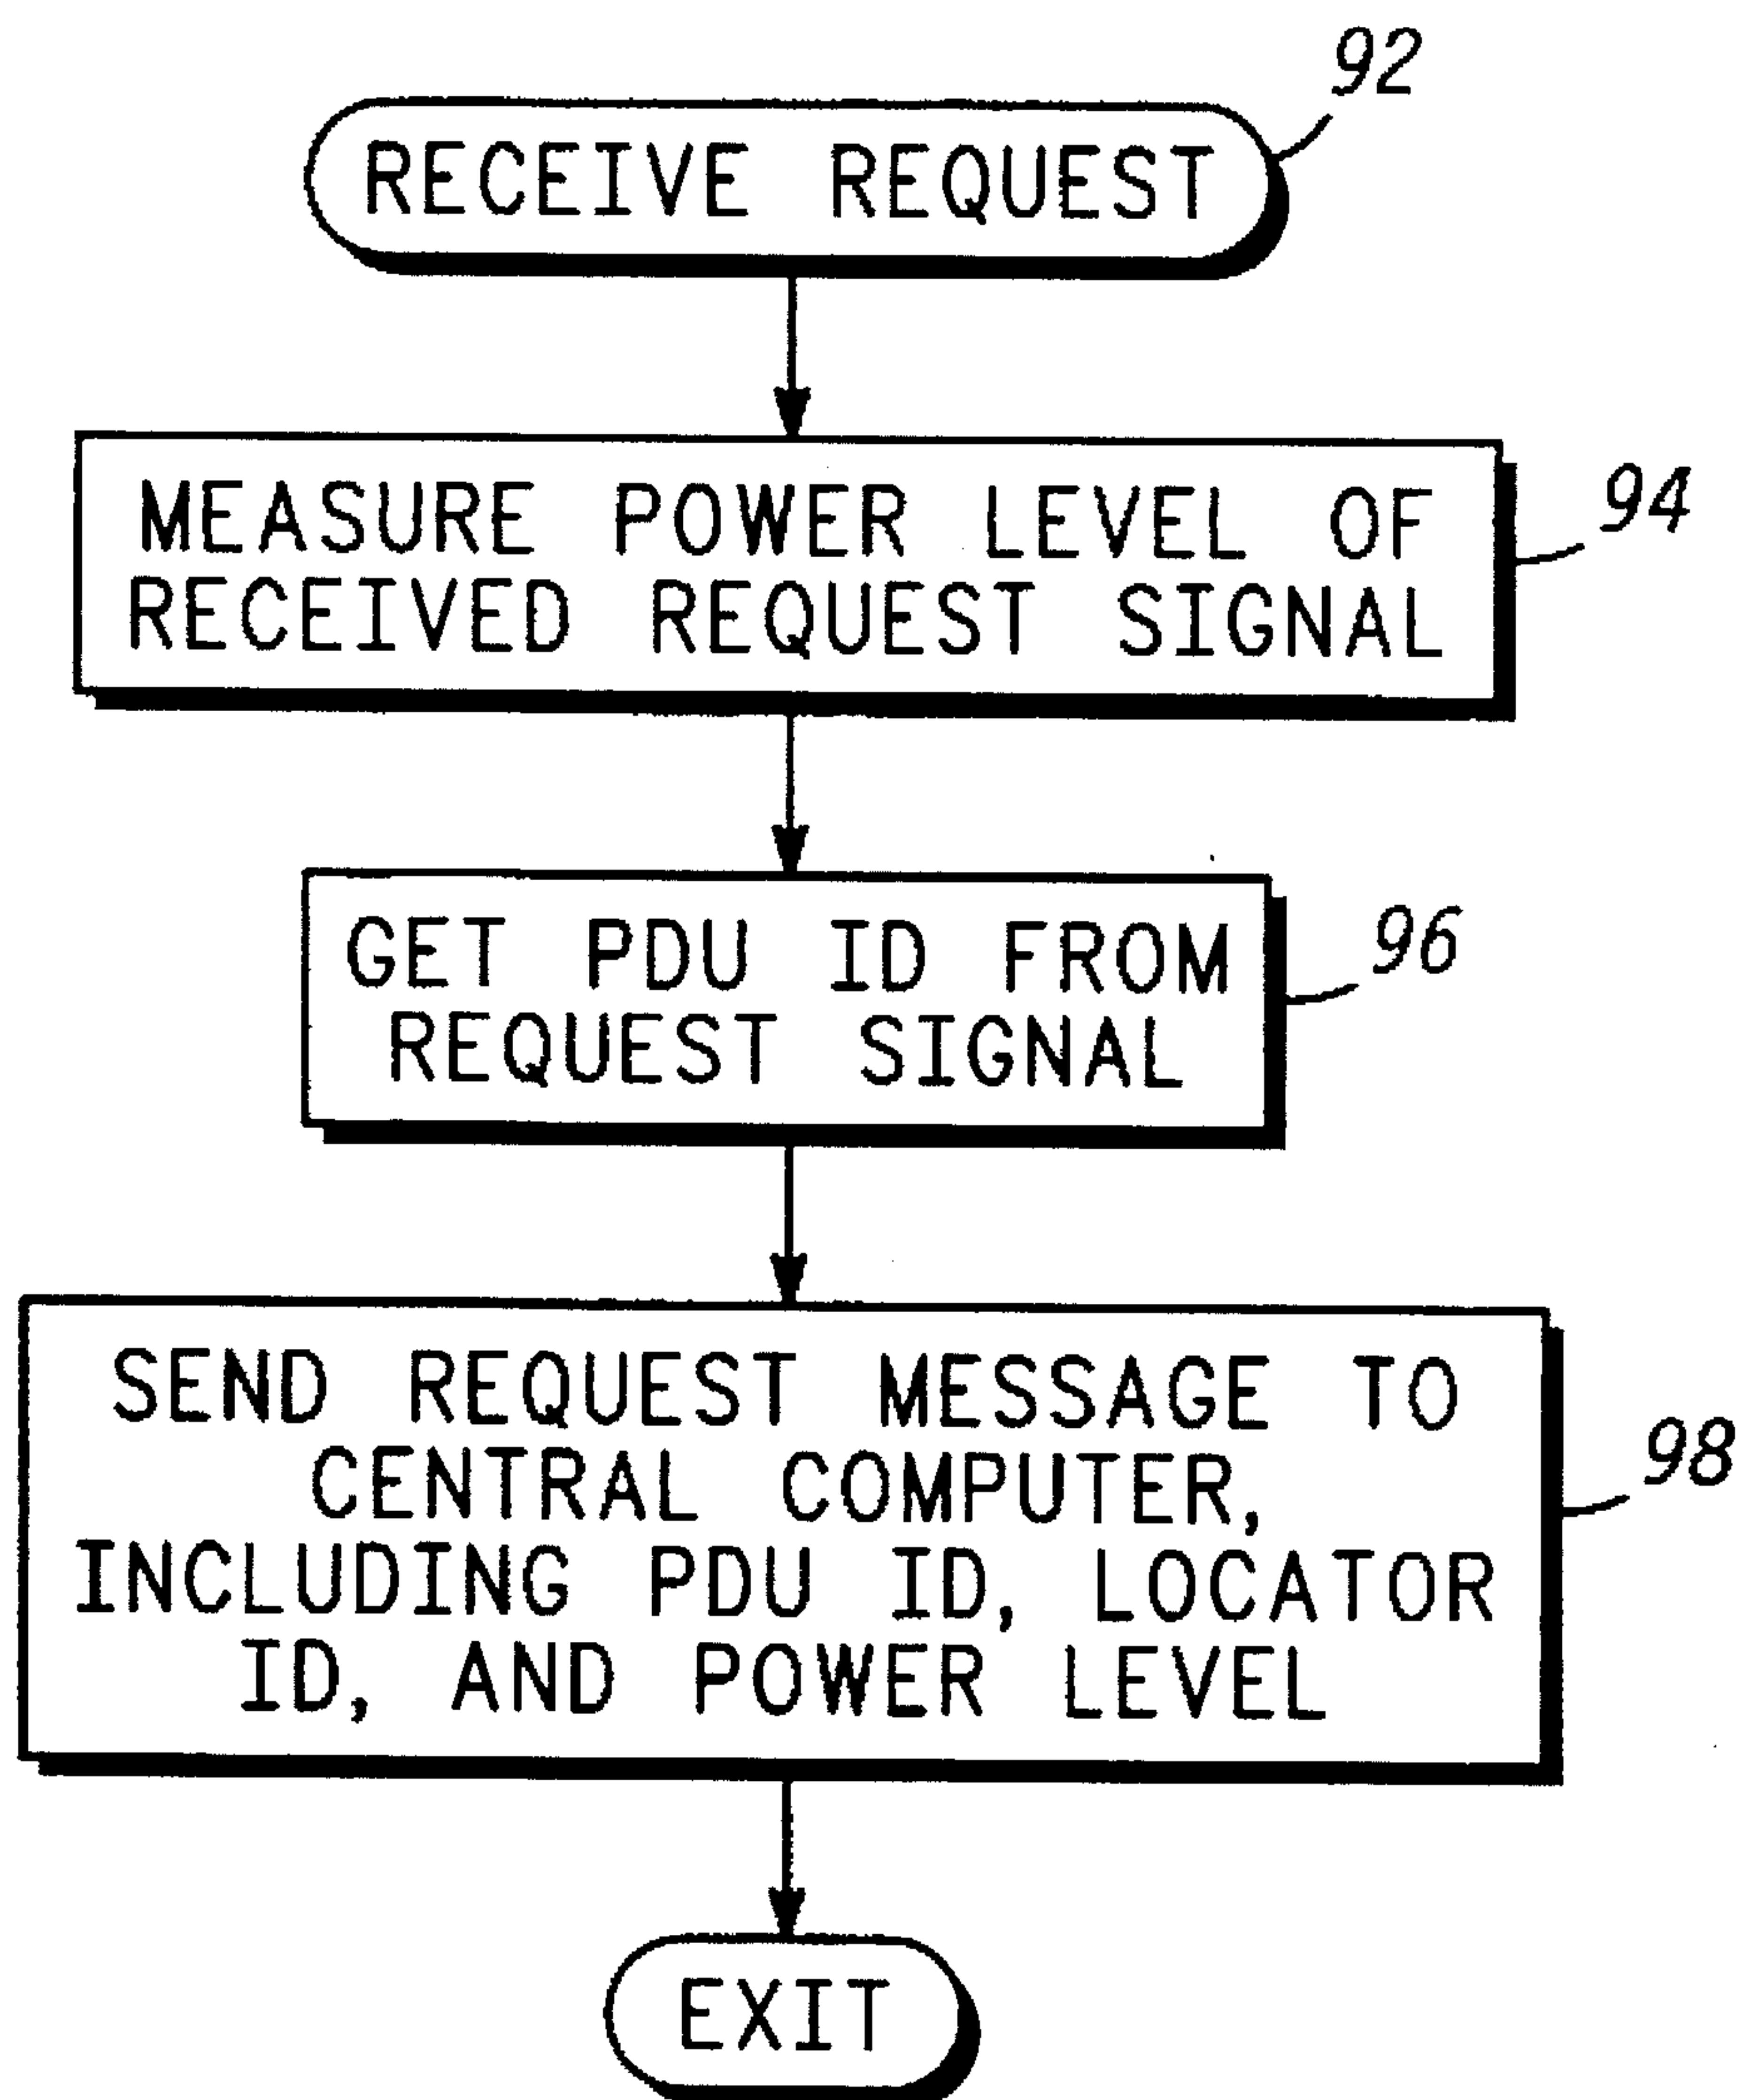 92
RECEIVE REQUEST
94
MEASURE POWER LEVEL OF
RECEIVED REQUEST SIGNAL
96
GET PDU ID FROM
REQUEST SIGNAL
98
SEND REQUEST MESSAGE TO
CENTRAL COMPUTER,
INCLUDING PDU ID, LOCATOR
ID, AND POWER LEVEL
EXIT